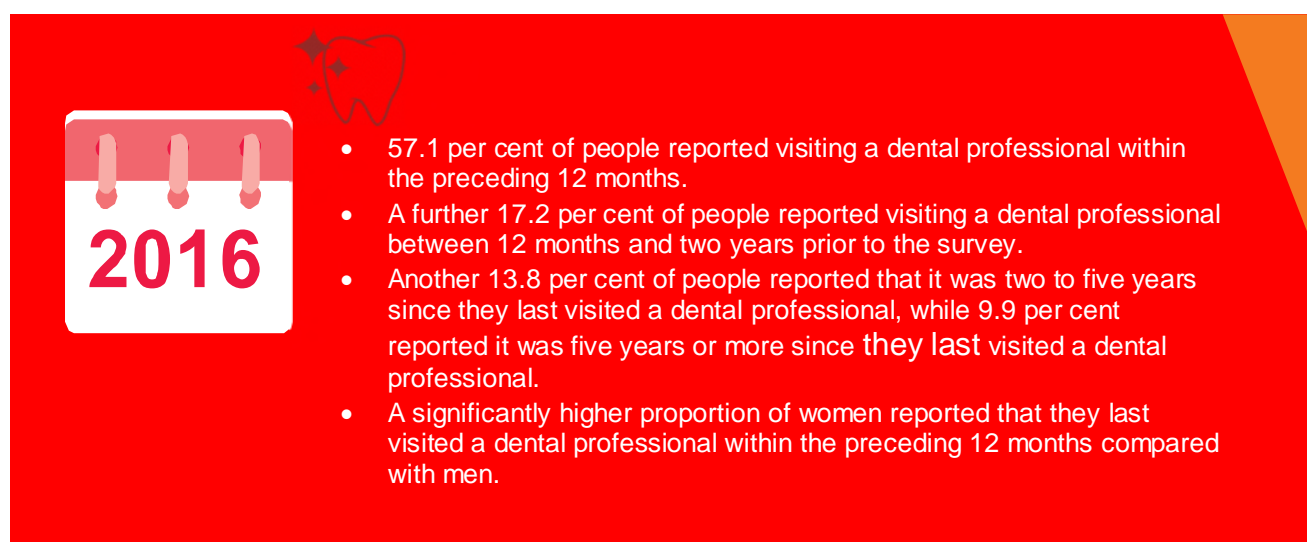 2016
• 57.1 per cent of people reported visiting a dental professional within
the preceding 12 months.
• A further 17.2 per cent of people reported visiting a dental professional
between 12 months and two years prior to the survey.
• Another 13.8 per cent of people reported that it was two to five years
since they last visited a dental professional, while 9.9 per cent
reported it was five years or more since they last visited a dental
professional.
• A significantly higher proportion of women reported that they last
visited a dental professional within the preceding 12 months compared
with men.